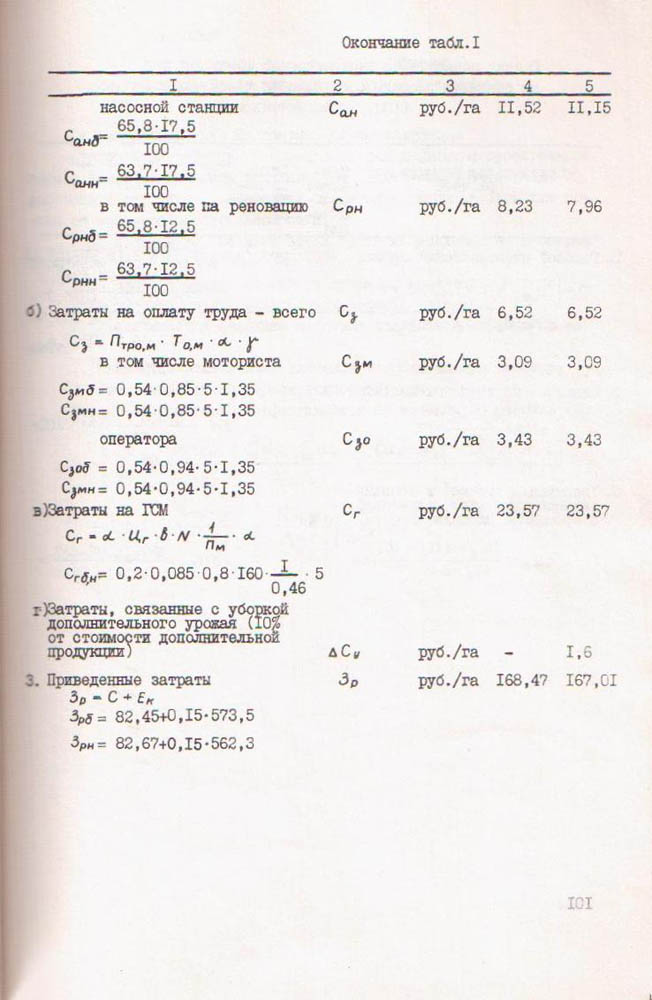 Окончание табл.I
I 2 3 4 5
насосной станции Сан руб./га II,52 II,I5
Санб= 65,8·I7,5
I00
Санн= 63,7·I7,5
I00
в том числе на реновацию Срн руб./га 8,23 7,96
Срнб= 65,8·I2,5
I00
Срнн= 63,7·I2,5
I00
б) Затраты на оплату труда – всего Сз руб./га 6,52 6,52
Сз = Птро,м · То,м · α · γ
в том числе моториста Сзм руб./га 3,09 3,09
Сзмб = 0,54·0,85·5·I,35
Сзмн = 0,54·0,85·5·I,35
оператора Сзо руб./га 3,43 3,43
Сзоб = 0,54·0,94·5·I,35
Сзмн = 0,54·0,94·5·I,35
в)Затраты на ГСМ Сг руб./га 23,57 23,57
Сг = α · Цг · в · N · 1/Пм · α
Сгб,н= 0,2·0,085·0,8·I60· I · 5
0,46
г)Затраты, связанные с уборкой
дополнительного урожая (I0%
от стоимости дополнительной
продукции) ΔСу руб./га – I,6
3. Приведенные затраты Зр руб./га I68,47 I67,0I
Зр = С + Ек
Зрб = 82,45+0,I5·573,5
Зрн = 82,67+0,I5·562,3
I0I